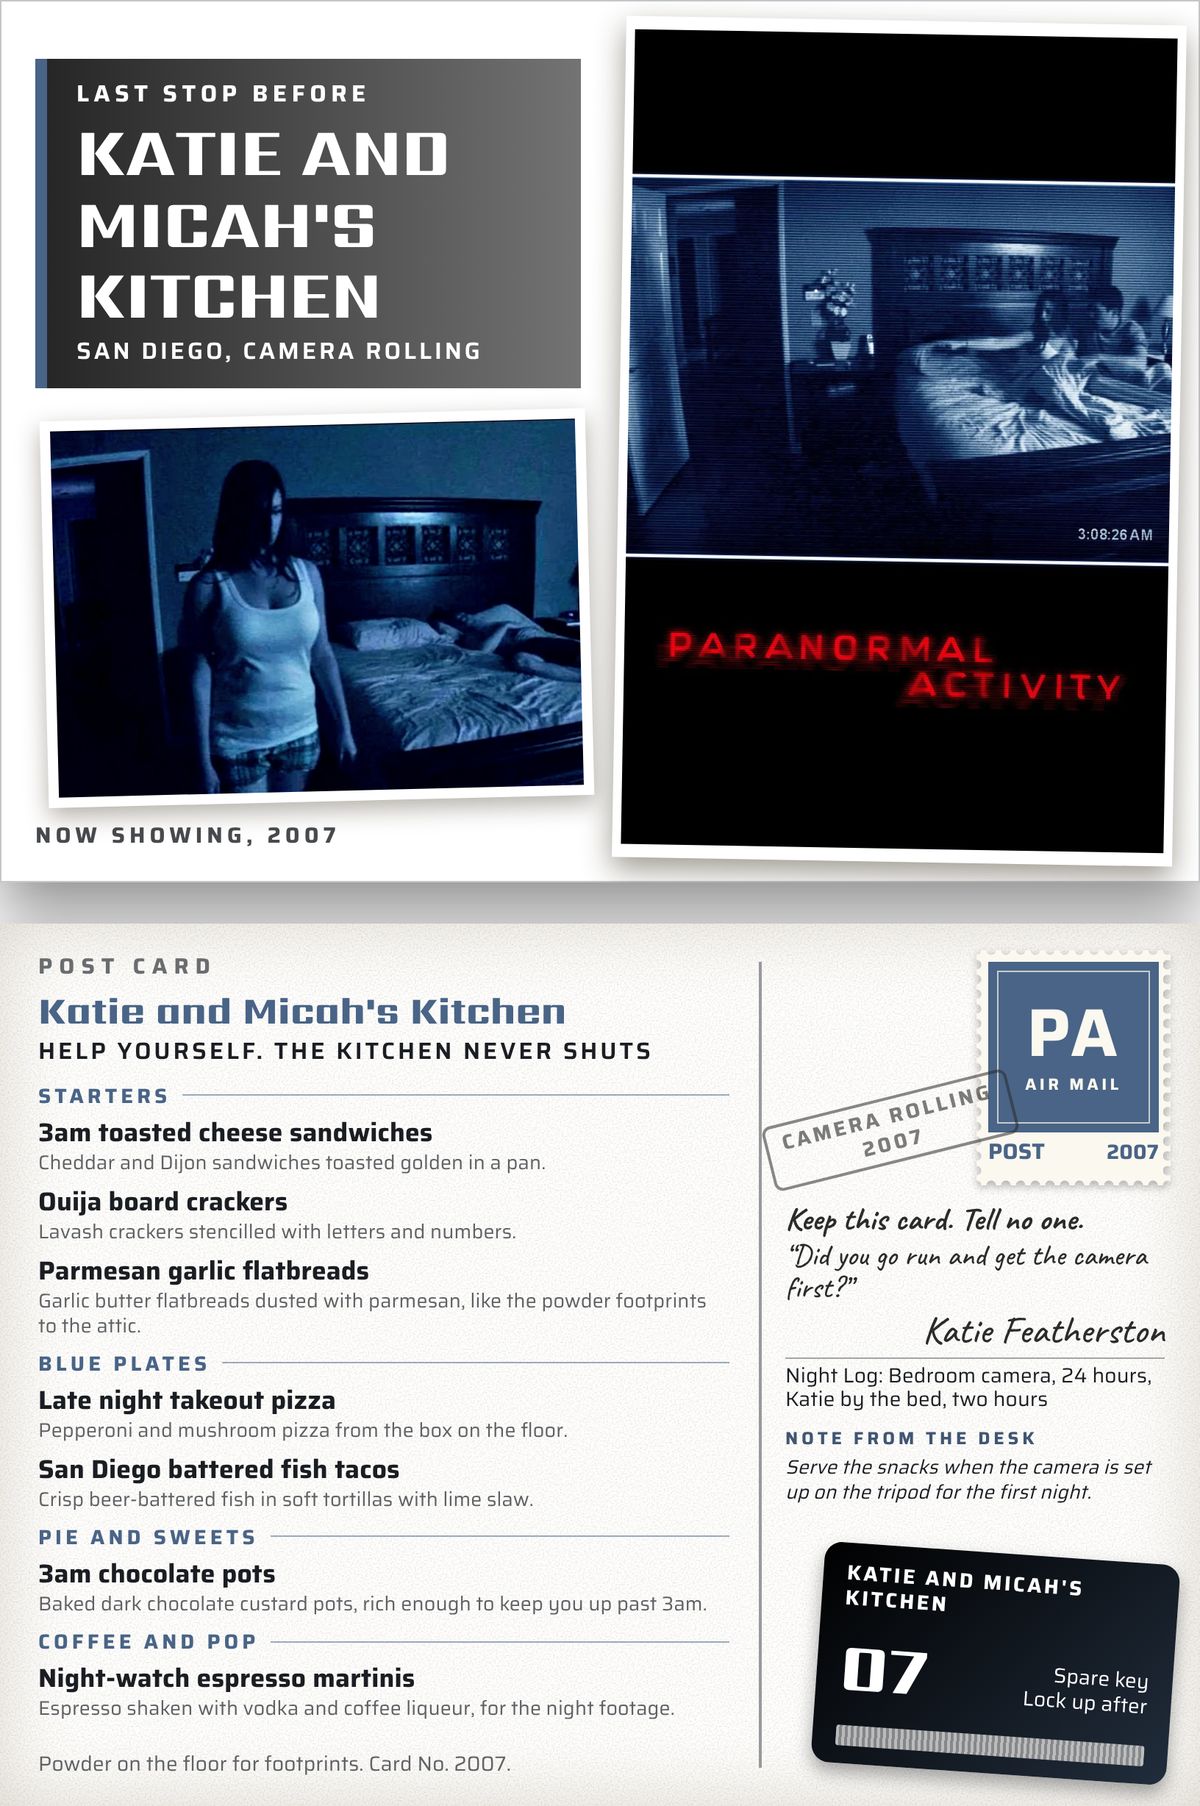 LAST STOP BEFORE
KATIE AND
MICAH'S
KITCHEN
SAN DIEGO, CAMERA ROLLING
3:08:26 AM
PARANORMAL
ACTIVITY
NOW SHOWING, 2007
POST CARD
Katie and Micah's Kitchen
HELP YOURSELF. THE KITCHEN NEVER SHUTS
STARTERS
3am toasted cheese sandwiches
Cheddar and Dijon sandwiches toasted golden in a pan.
Ouija board crackers
Lavash crackers stencilled with letters and numbers.
Parmesan garlic flatbreads
Garlic butter flatbreads dusted with parmesan, like the powder footprints
to the attic.
BLUE PLATES
Late night takeout pizza
Pepperoni and mushroom pizza from the box on the floor.
San Diego battered fish tacos
Crisp beer-battered fish in soft tortillas with lime slaw.
PIE AND SWEETS
3am chocolate pots
Baked dark chocolate custard pots, rich enough to keep you up past 3am.
COFFEE AND POP
Night-watch espresso martinis
Espresso shaken with vodka and coffee liqueur, for the night footage.
Powder on the floor for footprints. Card No. 2007.
PA
AIR MAIL
POST 2007
CAMERA ROLLING
2007
Keep this card. Tell no one.
“Did you go run and get the camera
first?”
Katie Featherston
Night Log: Bedroom camera, 24 hours,
Katie by the bed, two hours
NOTE FROM THE DESK
Serve the snacks when the camera is set
up on the tripod for the first night.
KATIE AND MICAH'S
KITCHEN
07
Spare key
Lock up after